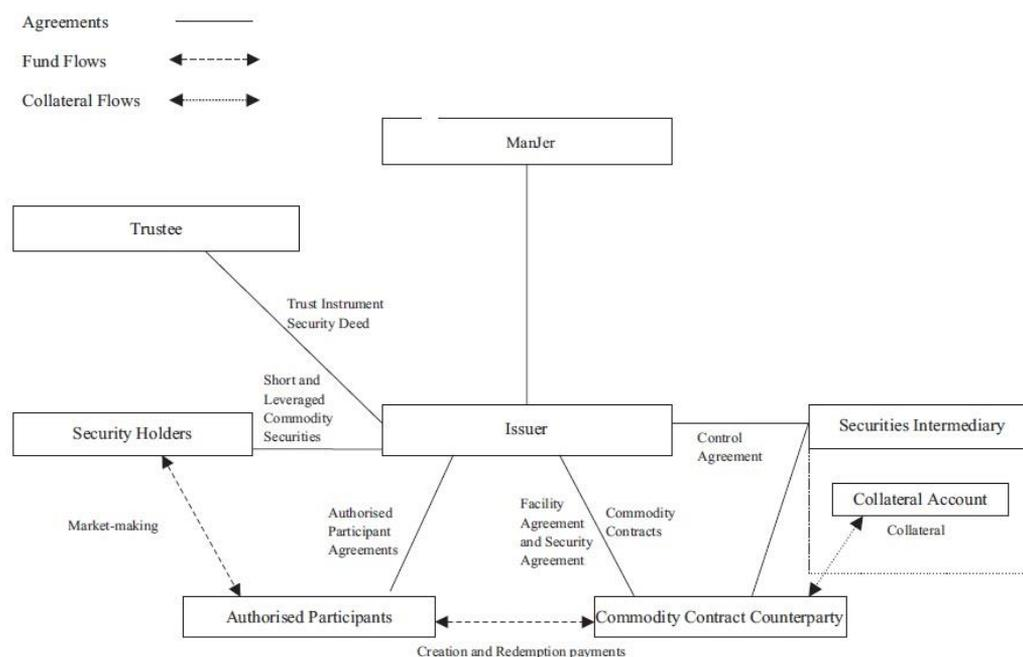 Agreements
Fund Flows
Collateral Flows
ManJer
Trustee
Trust Instrument
Security Deed
Short and
Leveraged
Commodity
Securities
Security Holders
Issuer
Securities Intermediary
Control
Agreement
Collateral Account
Collateral
Market-making
Authorised
Participant
Agreements
Facility
Agreement
and Security
Agreement
Commodity
Contracts
Authorised Participants
Commodity Contract Counterparty
Creation and Redemption payments